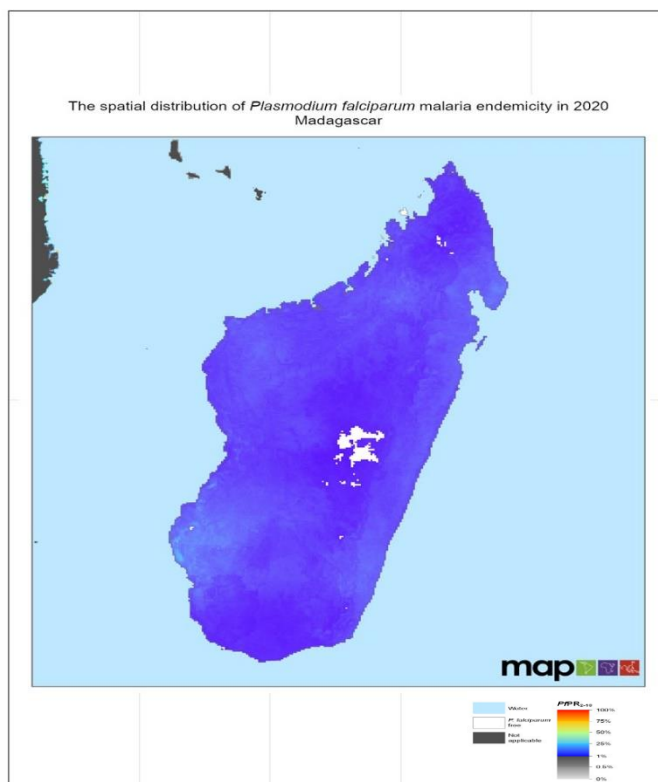 The spatial distribution of Plasmodium falciparum malaria endemicity in 2020
Madagascar
map
Water
P. falciparum
free
Not
applicable
PfPR2-10
100%
75%
50%
25%
1%
0.5%
0%